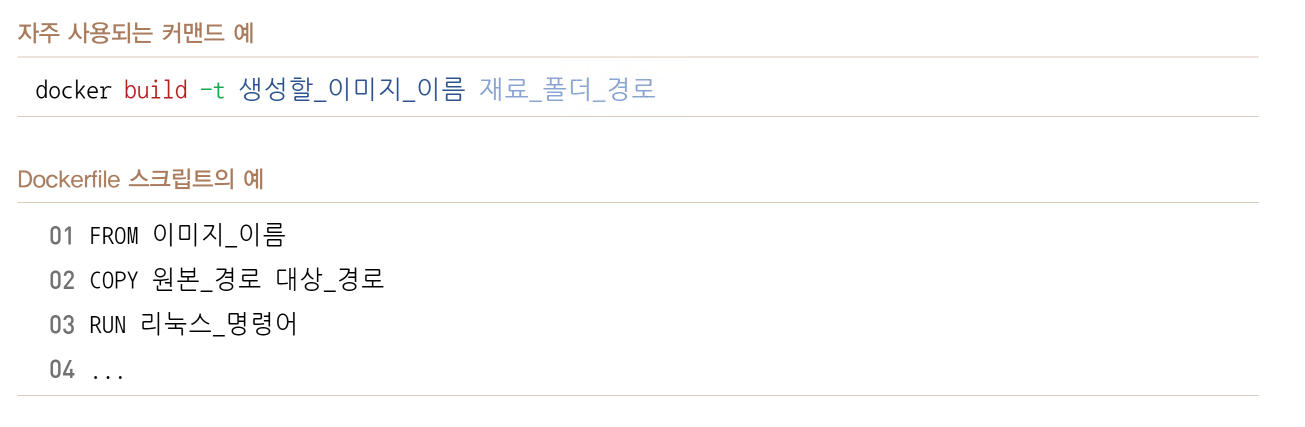 자주 사용되는 커맨드 예
docker build -t 생성할_이미지_이름 재료_폴더_경로
Dockerfile 스크립트의 예
01 FROM 이미지_이름
02 COPY 원본_경로 대상_경로
03 RUN 리눅스_명령어
04 ...